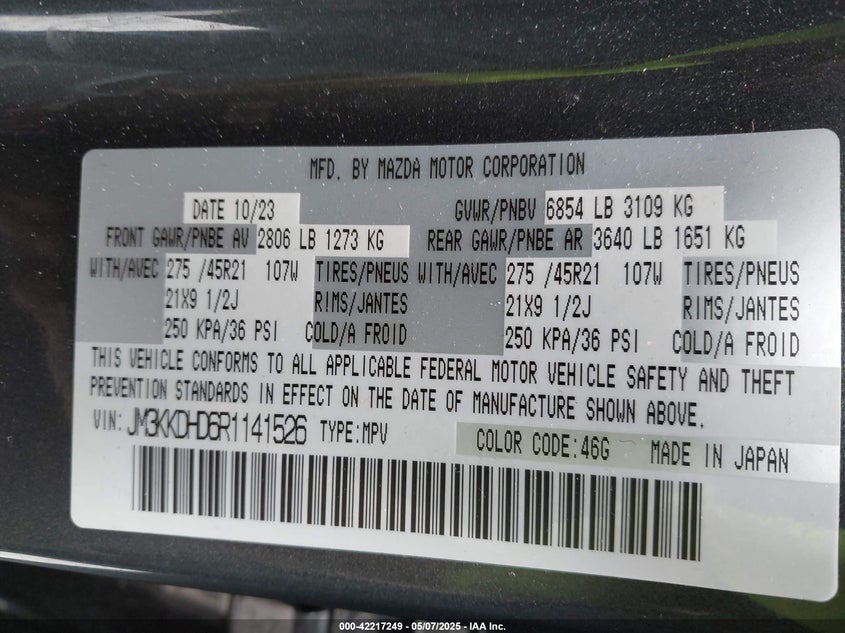 MFD. BY MAZDA MOTOR CORPORATION
DATE 10/23 GVWR/PNBV 6854 LB 3109 KG
FRONT GAWR/PNBE AV 2806 LB 1273 KG REAR GAWR/PNBE AR 3640 LB 1651 KG
WITH/AVEC 275 /45R21 107W TIRES/PNEUS WITH/AVEC 275 /45R21 107W TIRES/PNEUS
21X9 1/2J RIMS/JANTES 21X9 1/2J RIMS/JANTES
250 KPA/36 PSI COLD/A FROID 250 KPA/36 PSI COLD/A FROID
THIS VEHICLE CONFORMS TO ALL APPLICABLE FEDERAL MOTOR VEHICLE SAFETY AND THEFT
PREVENTION STANDARDS IN EFFECT ON THE DATE OF MANUFACTURE SHOWN ABOVE.
VIN: JM3KKDHD6R1141526 TYPE:MPV COLOR CODE:46G MADE IN JAPAN
000-42217249 - 05/07/2025 - IAA Inc.